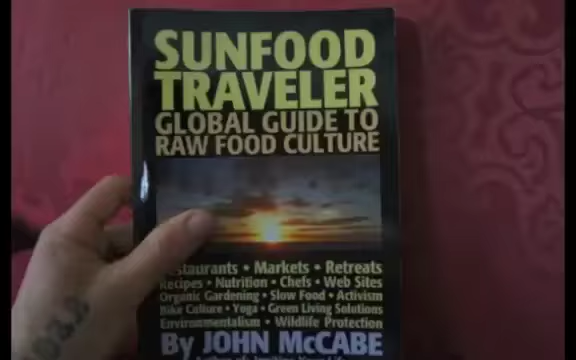 SUNFOOD
TRAVELER
GLOBAL GUIDE TO
RAW FOOD CULTURE
Restaurants • Markets • Retreats
Recipes • Nutrition • Chefs • Web Sites
Organic Gardening • Slow Food • Activism
Bike Culture • Yoga • Green Living Solutions
Environmentalism • Wildlife Protection
By JOHN McCABE